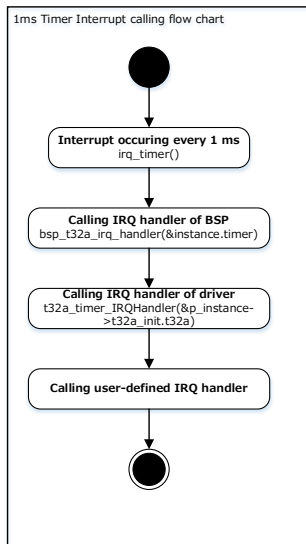 1ms Timer Interrupt calling flow chart
Interrupt occuring every 1 ms
irq_timer()
Calling IRQ handler of BSP
bsp_t32a_irq_handler(&instance.timer)
Calling IRQ handler of driver
t32a_timer_IRQHandler(&p_instance-
>t32a_init.t32a)
Calling user-defined IRQ handler